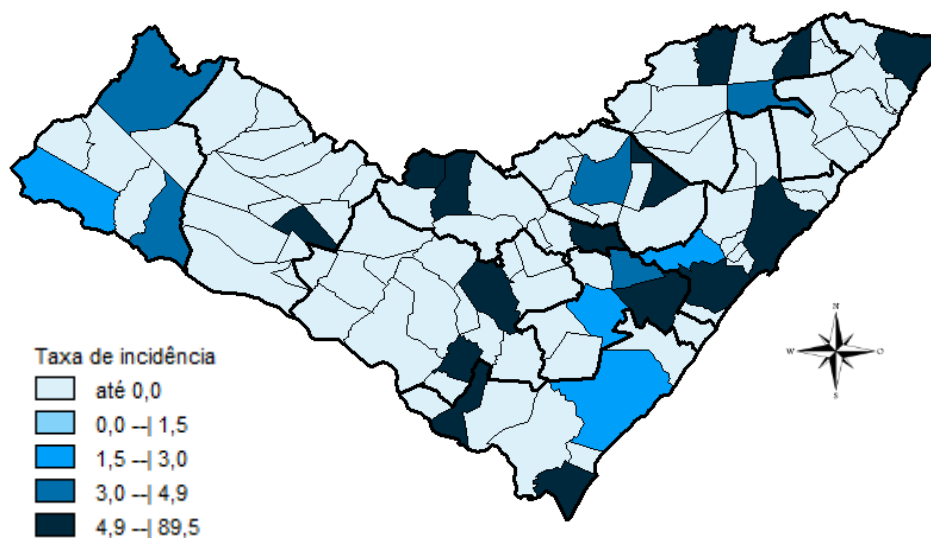 N
W
O
S
Taxa de incidência
até 0,0
0,0 --| 1,5
1,5 --| 3,0
3,0 --| 4,9
4,9 --| 89,5